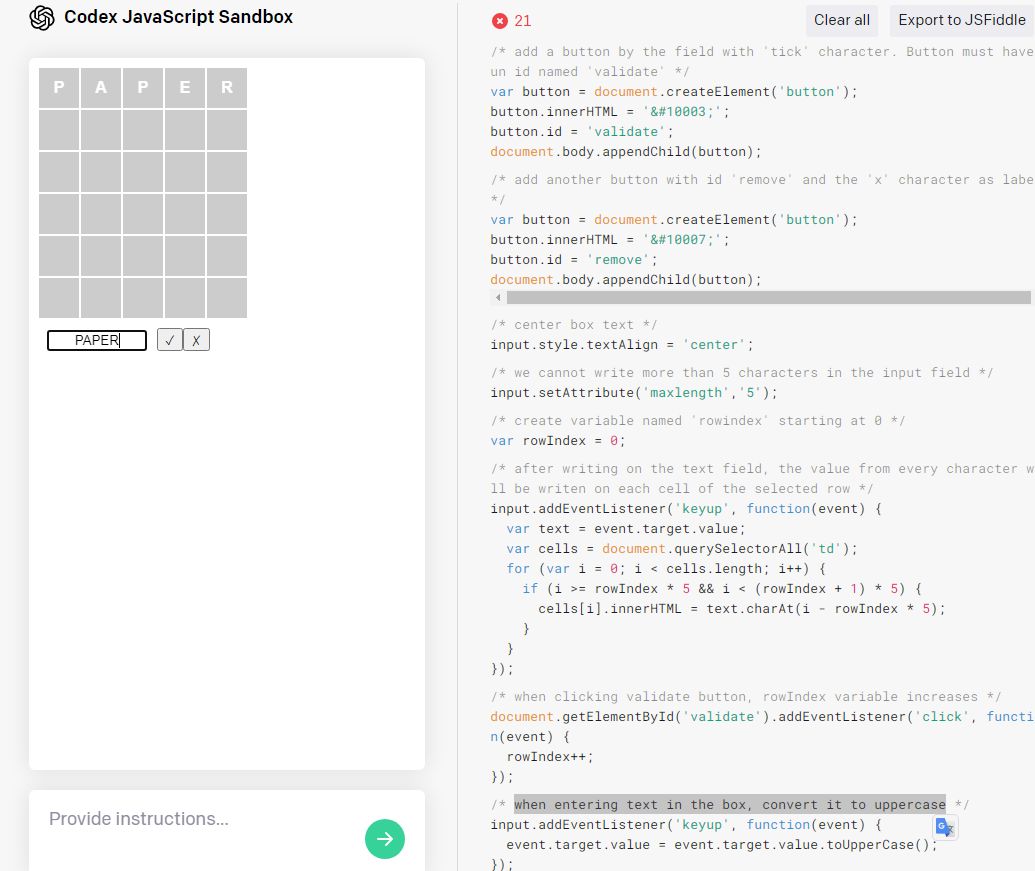 Codex JavaScript Sandbox
P A P E R
PAPER
✓ ✗
Provide instructions...
21
Clear all
Export to JSFiddle
/* add a button by the field with 'tick' character. Button must have
un id named 'validate' */
var button = document.createElement('button');
button.innerHTML = '&#10003;';
button.id = 'validate';
document.body.appendChild(button);
/* add another button with id 'remove' and the 'x' character as labe
*/
var button = document.createElement('button');
button.innerHTML = '&#10007;';
button.id = 'remove';
document.body.appendChild(button);
/* center box text */
input.style.textAlign = 'center';
/* we cannot write more than 5 characters in the input field */
input.setAttribute('maxlength','5');
/* create variable named 'rowindex' starting at 0 */
var rowIndex = 0;
/* after writing on the text field, the value from every character w
ll be writen on each cell of the selected row */
input.addEventListener('keyup', function(event) {
  var text = event.target.value;
  var cells = document.querySelectorAll('td');
  for (var i = 0; i < cells.length; i++) {
    if (i >= rowIndex * 5 && i < (rowIndex + 1) * 5) {
      cells[i].innerHTML = text.charAt(i - rowIndex * 5);
    }
  }
});
/* when clicking validate button, rowIndex variable increases */
document.getElementById('validate').addEventListener('click', functi
n(event) {
  rowIndex++;
});
/* when entering text in the box, convert it to uppercase */
input.addEventListener('keyup', function(event) {
  event.target.value = event.target.value.toUpperCase();
});